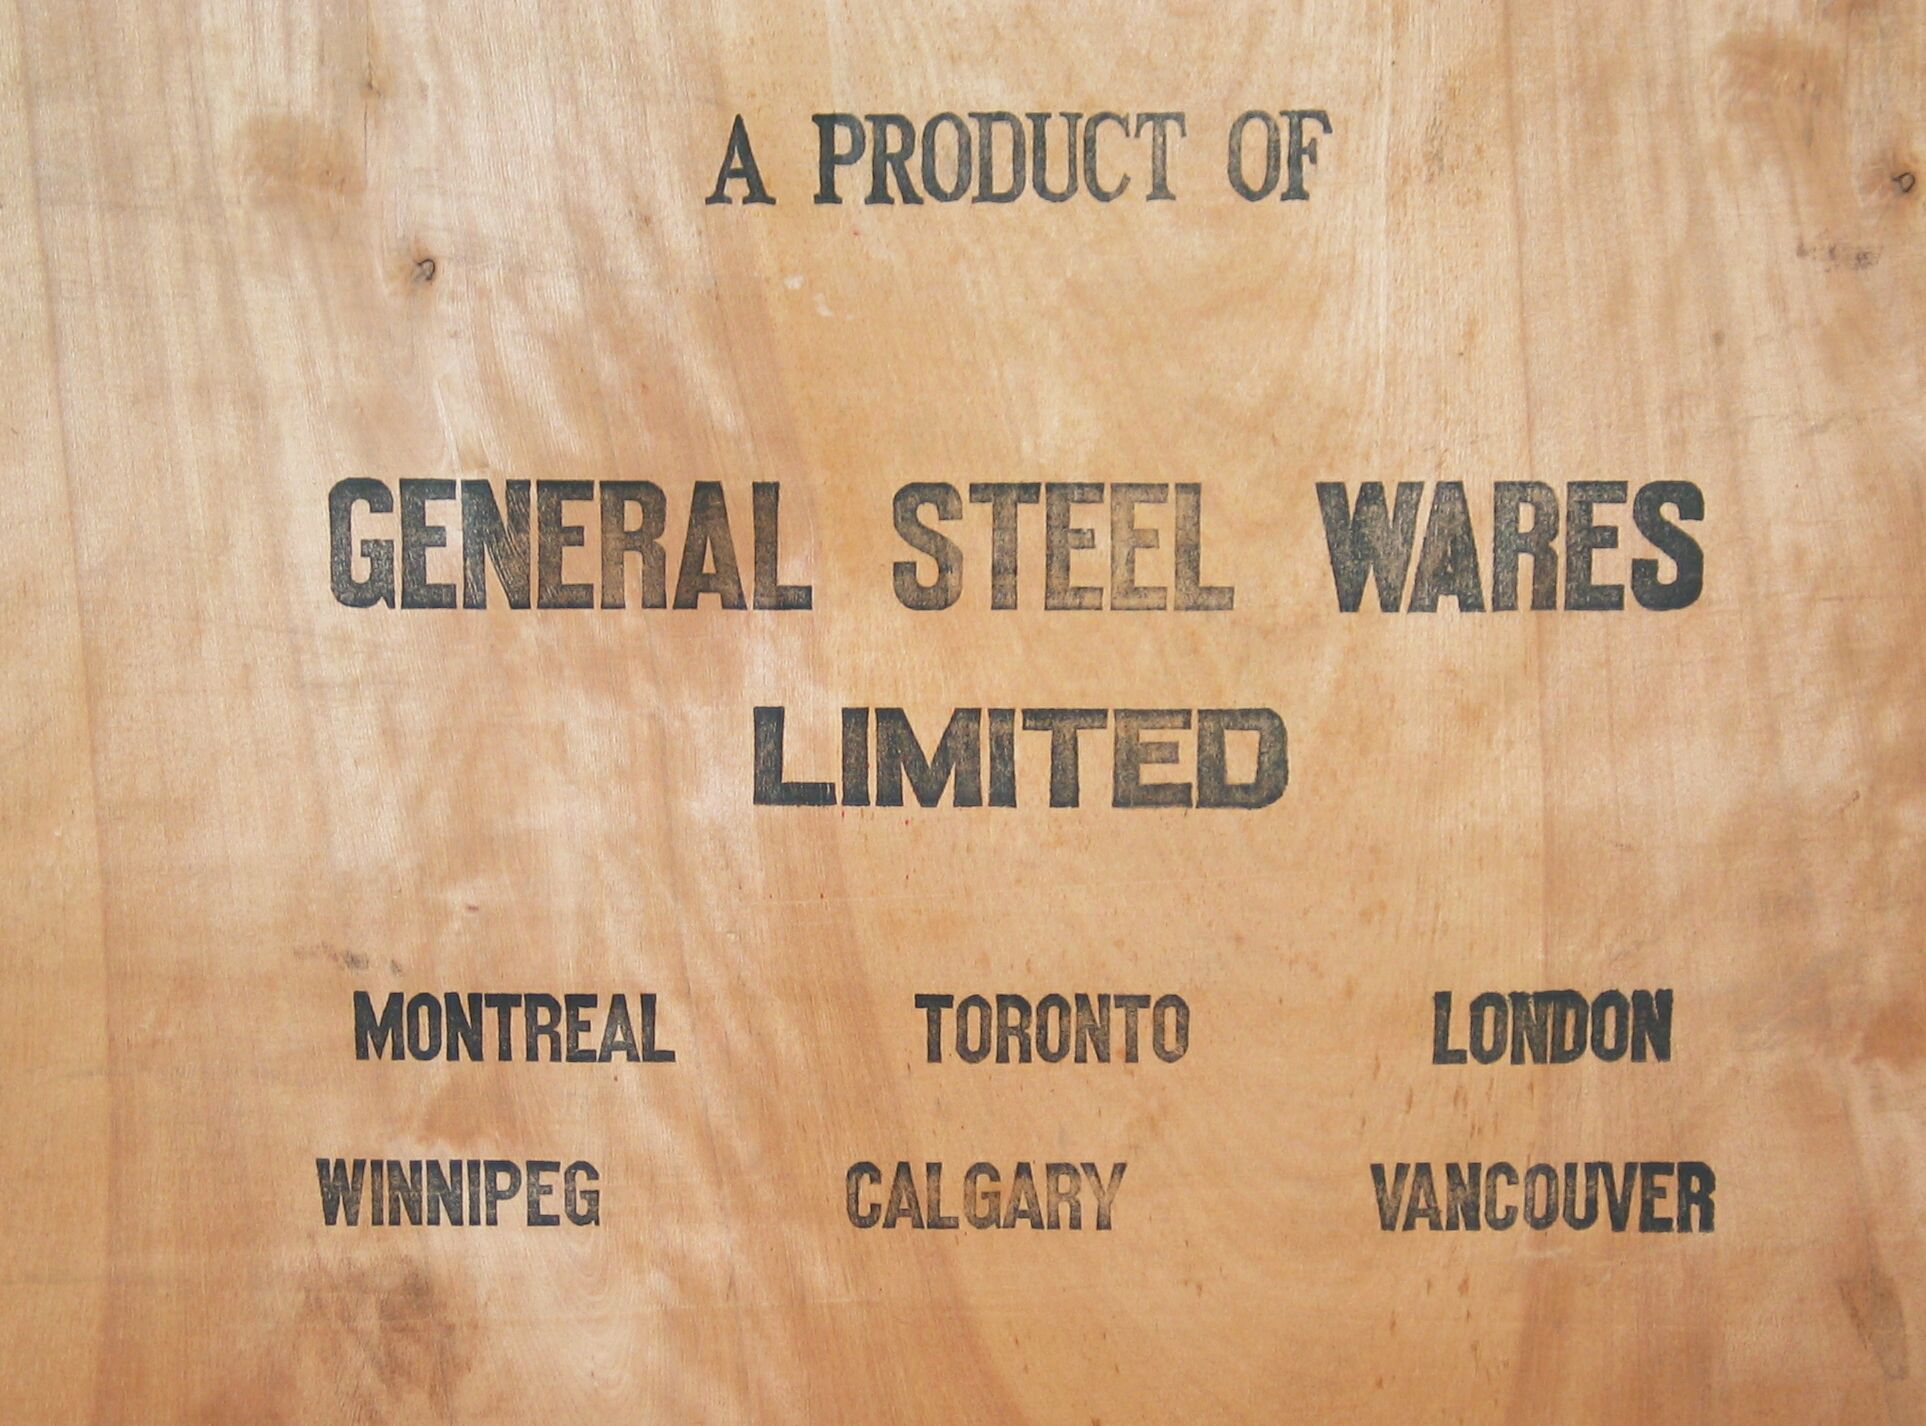 A PRODUCT OF
GENERAL STEEL WARES
LIMITED
MONTREAL TORONTO LONDON
WINNIPEG CALGARY VANCOUVER